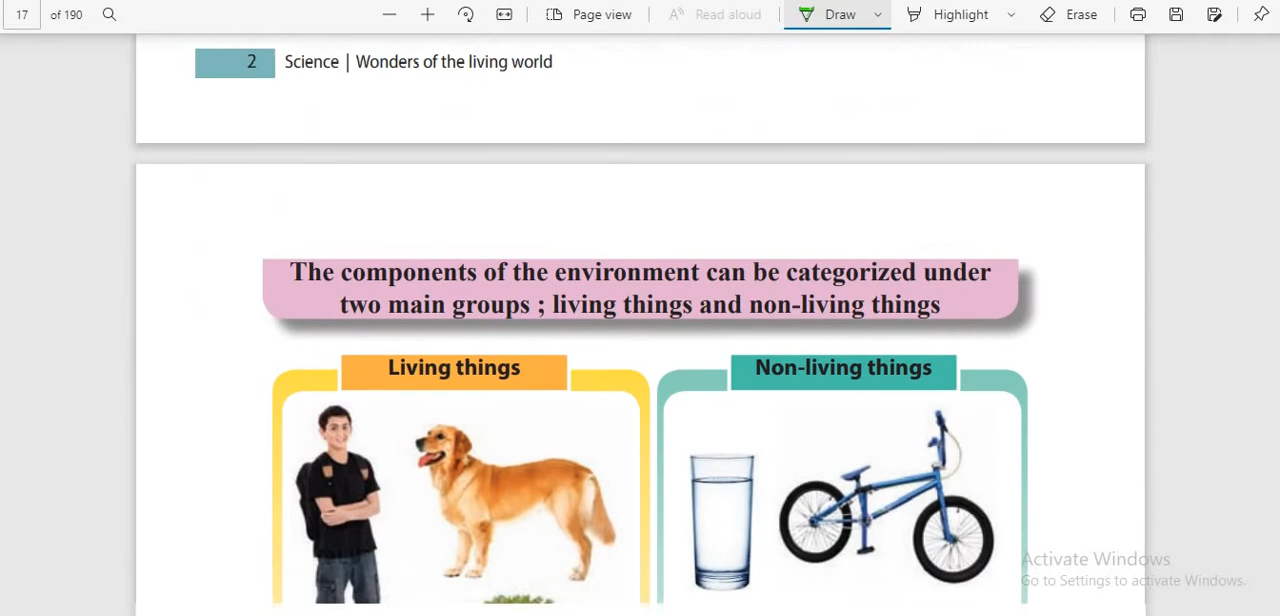 17 of 190 Page view Read aloud Draw Highlight Erase
2 Science | Wonders of the living world
The components of the environment can be categorized under
two main groups ; living things and non-living things
Living things Non-living things
Activate Windows
Go to Settings to activate Windows.